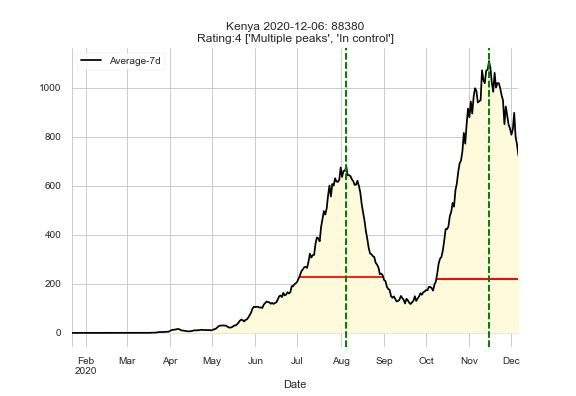 Kenya 2020-12-06: 88380
Rating:4 ['Multiple peaks', 'In control']
Average-7d
1000
800
600
400
200
0
Feb Mar Apr May Jun Jul Aug Sep Oct Nov Dec
2020
Date